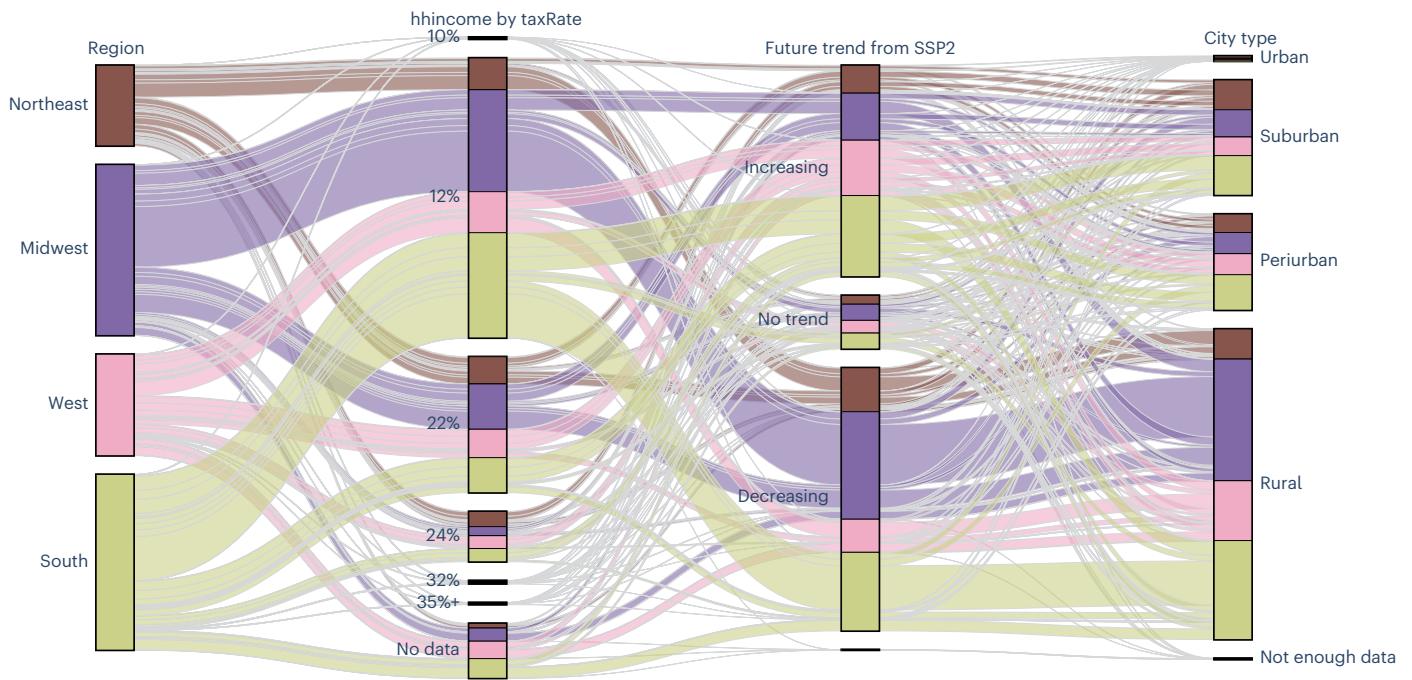 Region
Northeast
Midwest
West
South
hhincome by taxRate
10%
12%
22%
24%
32%
35%+
No data
Future trend from SSP2
Increasing
No trend
Decreasing
City type
Urban
Suburban
Periurban
Rural
Not enough data